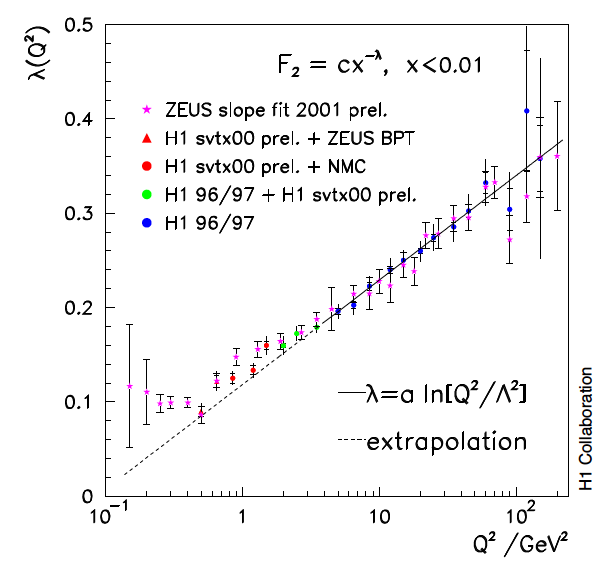 λ(Q²)
0.5
0.4
0.3
0.2
0.1
0
F₂ = cx^-λ, x<0.01
ZEUS slope fit 2001 prel.
H1 svtx00 prel. + ZEUS BPT
H1 svtx00 prel. + NMC
H1 96/97 + H1 svtx00 prel.
H1 96/97
λ=a ln[Q²/Λ²]
extrapolation
10⁻¹
1
10
10²
Q² /GeV²
H1 Collaboration